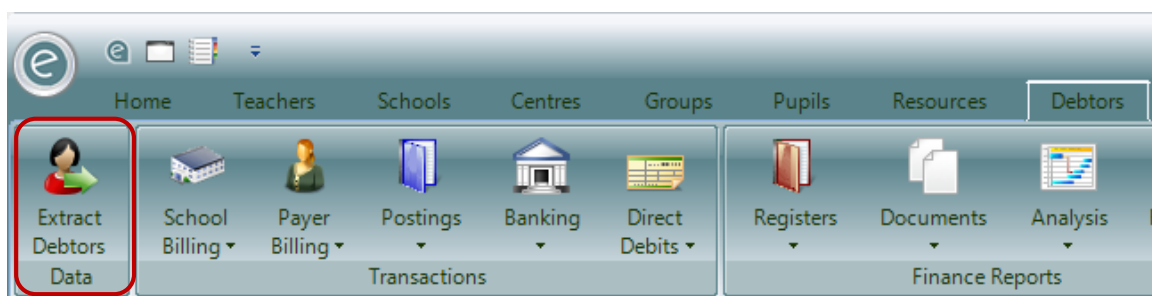 e
e
Home Teachers Schools Centres Groups Pupils Resources Debtors
Extract School Payer Postings Banking Direct Registers Documents Analysis
Debtors Billing Billing Debits
Data Transactions Finance Reports